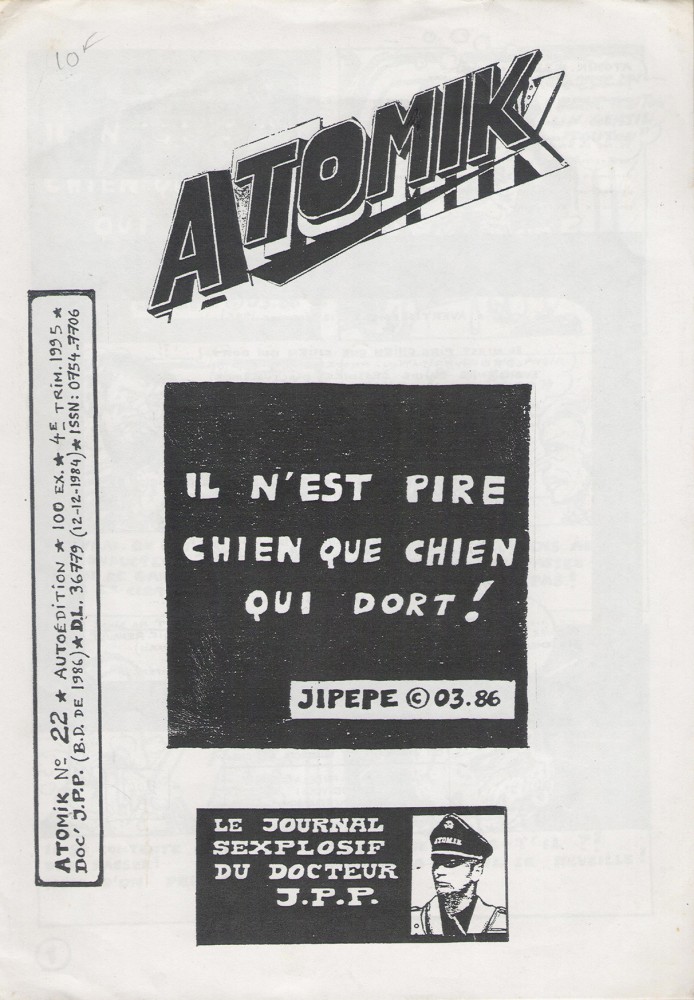 10F
ATOMIK
ATOMIK Nº 22 ★ AUTOÉDITION ★ 100 EX. ★ 4E TRIM. 1995 ★
DOC' J.P.P. (B.D. DE 1986) ★ D.L. 36779 (12-12-1984) ★ ISSN: 0754-7706
IL N'EST PIRE
CHIEN QUE CHIEN
QUI DORT!
JIPEPE © 03.86
LE JOURNAL
SEXPLOSIF
DU DOCTEUR
J.P.P.
ATOMIK